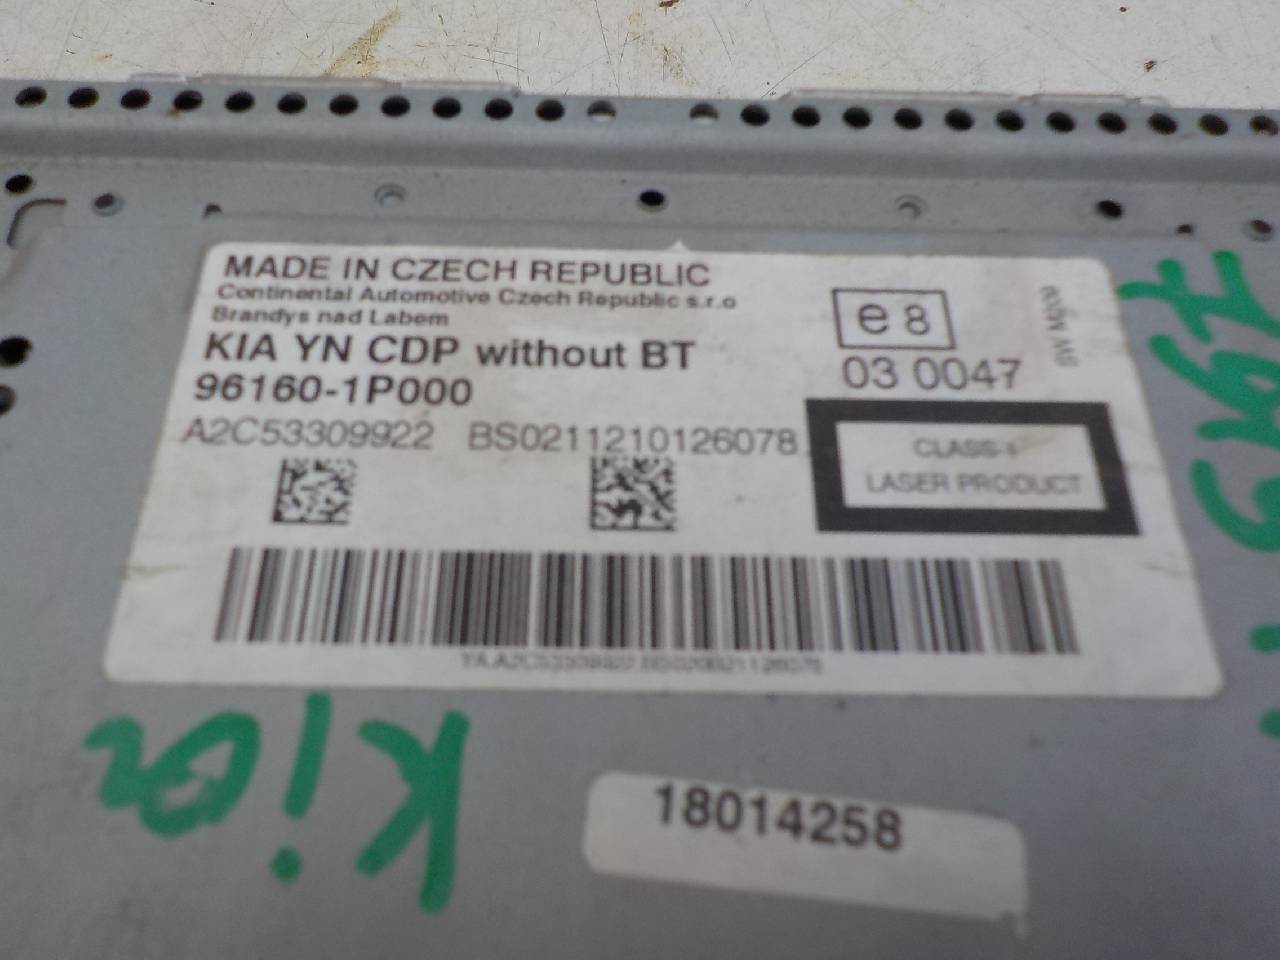 MADE IN CZECH REPUBLIC
Continental Automotive Czech Republic s.r.o
Brandys nad Labem
KIA YN CDP without BT
96160-1P000
A2C53309922 BS0211210126078
e8
03 0047
CLASS 1
LASER PRODUCT
Kia
18014258